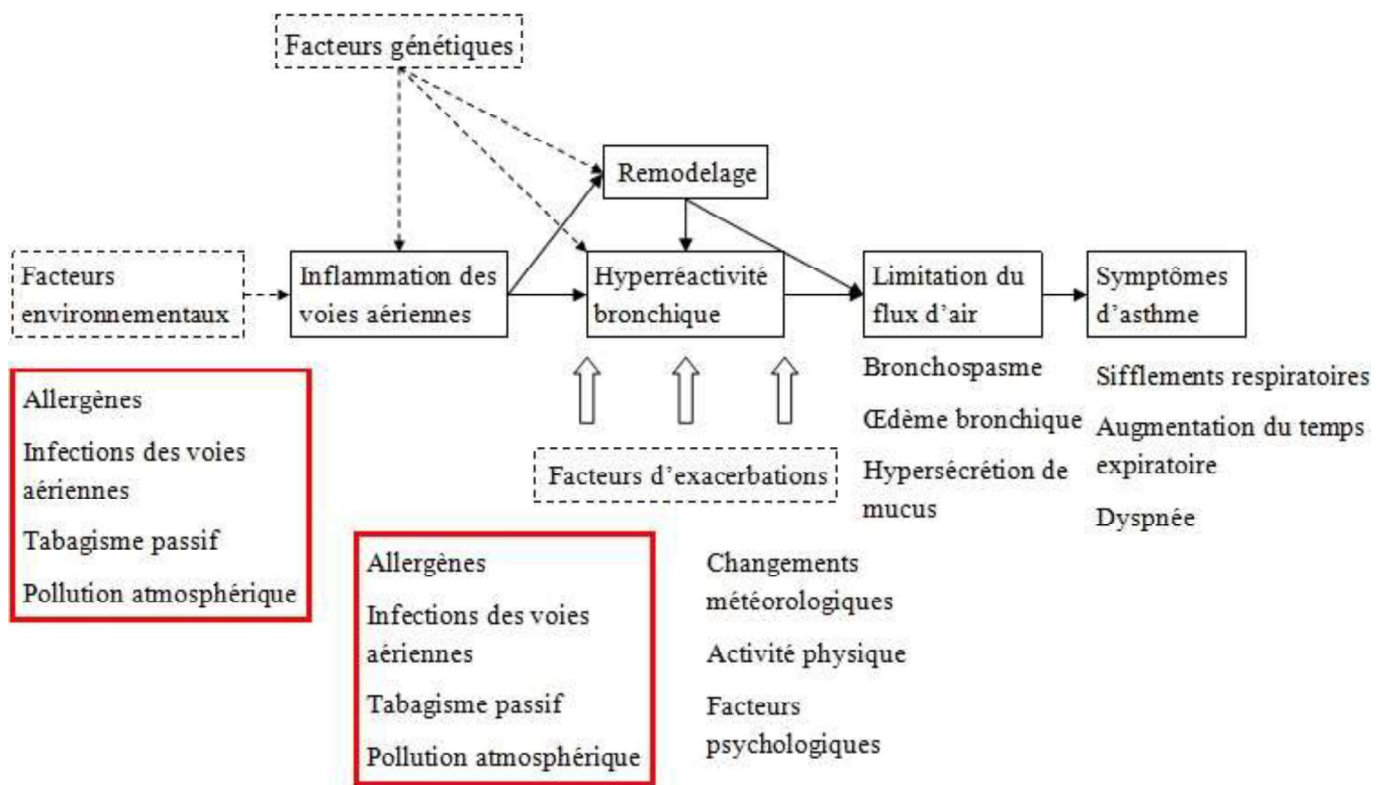 Facteurs génétiques
Remodelage
Facteurs
environnementaux
Inflammation des
voies aériennes
Hyperréactivité
bronchique
Limitation du
flux d'air
Symptômes
d'asthme
Allergènes
Infections des voies
aériennes
Tabagisme passif
Pollution atmosphérique
Facteurs d'exacerbations
Bronchospasme
Œdème bronchique
Hypersécrétion de
mucus
Sifflements respiratoires
Augmentation du temps
expiratoire
Dyspnée
Allergènes
Infections des voies
aériennes
Tabagisme passif
Pollution atmosphérique
Changements
météorologiques
Activité physique
Facteurs
psychologiques